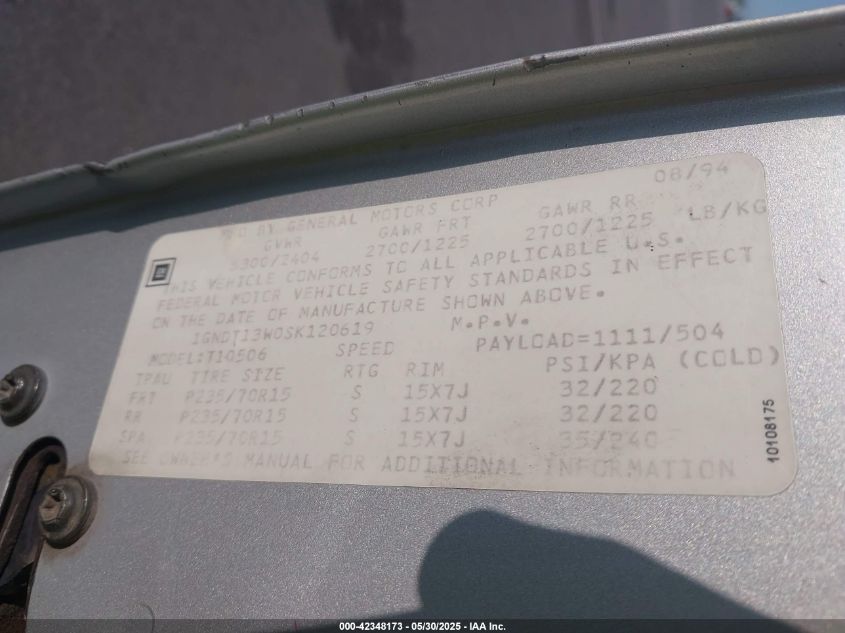 08/94
BY GENERAL MOTORS CORP
GVWR GAWR FRT GAWR RR
5300/2404 2700/1225 2700/1225 LB/KG
GM
THIS VEHICLE CONFORMS TO ALL APPLICABLE U.S.
FEDERAL MOTOR VEHICLE SAFETY STANDARDS IN EFFECT
ON THE DATE OF MANUFACTURE SHOWN ABOVE.
1GNDT13W0SK120619 M.P.V.
MODEL:T10506 SPEED PAYLOAD=1111/504
TPAU TIRE SIZE RTG RIM PSI/KPA (COLD)
FRT P235/70R15 S 15X7J 32/220
RR P235/70R15 S 15X7J 32/220
SPA P235/70R15 S 15X7J 35/240
SEE OWNER'S MANUAL FOR ADDITIONAL INFORMATION
10108175
000-42348173 - 05/30/2025 - IAA Inc.